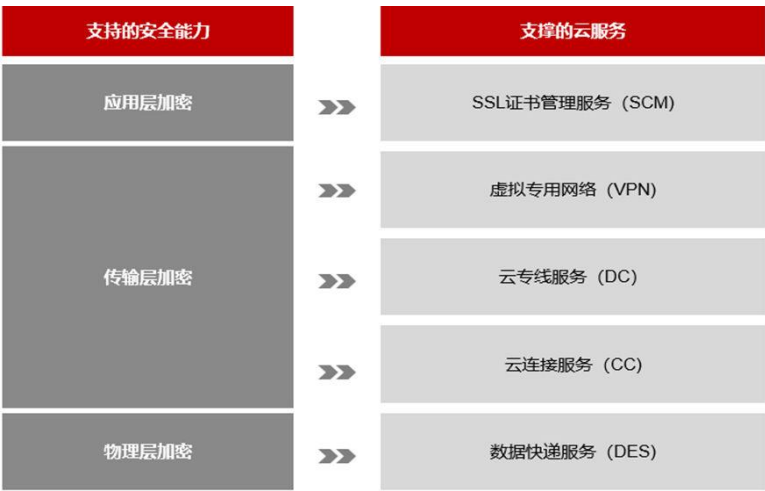 支持的安全能力
支撑的云服务
应用层加密
SSL证书管理服务（SCM）
传输层加密
虚拟专用网络（VPN）
云专线服务（DC）
云连接服务（CC）
物理层加密
数据快递服务（DES）